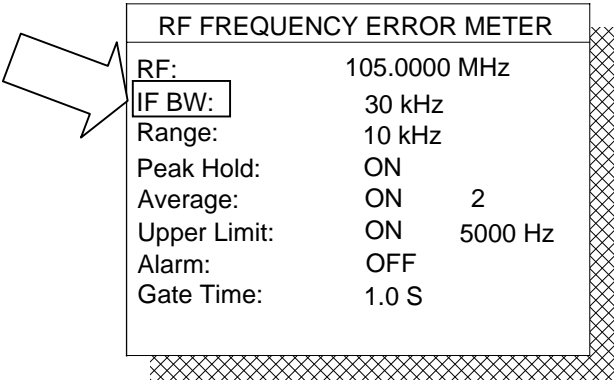 RF FREQUENCY ERROR METER
RF: 105.0000 MHz
IF BW: 30 kHz
Range: 10 kHz
Peak Hold: ON
Average: ON 2
Upper Limit: ON 5000 Hz
Alarm: OFF
Gate Time: 1.0 S